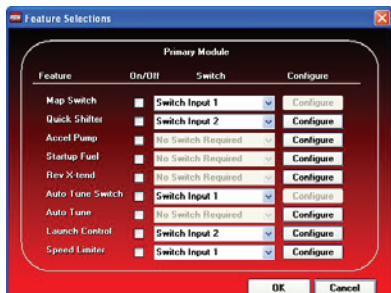 Feature Selections
Primary Module
Feature On/Off Switch Configure
Map Switch Switch Input 1 Configure
Quick Shifter Switch Input 2 Configure
Accel Pump No Switch Required Configure
Startup Fuel No Switch Required Configure
Rev X-tend No Switch Required Configure
Auto Tune Switch Switch Input 1 Configure
Auto Tune No Switch Required Configure
Launch Control Switch Input 2 Configure
Speed Limiter Switch Input 1 Configure
OK Cancel